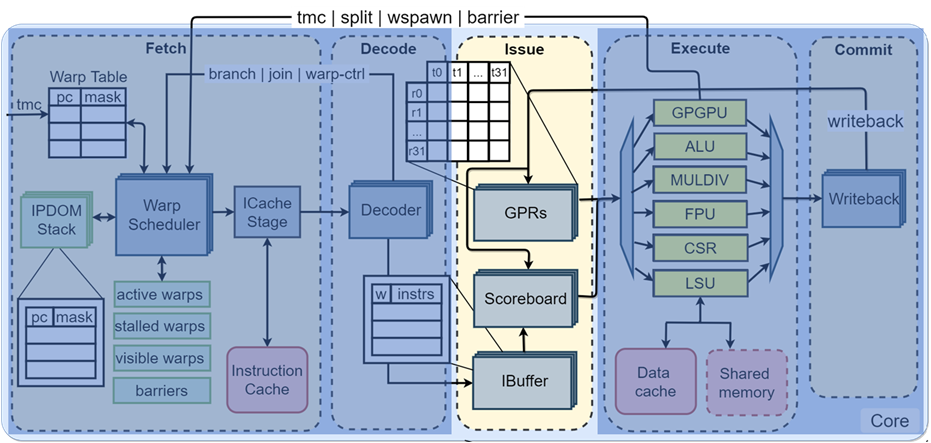 tmc | split | wspawn | barrier
Fetch
Decode
Issue
Execute
Commit
Warp Table
pc mask
tmc
branch | join | warp-ctrl
t0 t1 ... t31
r0
r1
...
r31
GPGPU
ALU
MULDIV
FPU
CSR
LSU
writeback
IPDOM
Stack
Warp
Scheduler
ICache
Stage
Decoder
GPRs
Writeback
active warps
stalled warps
visible warps
barriers
pc mask
Instruction
Cache
w instrs
Scoreboard
IBuffer
Data
cache
Shared
memory
Core